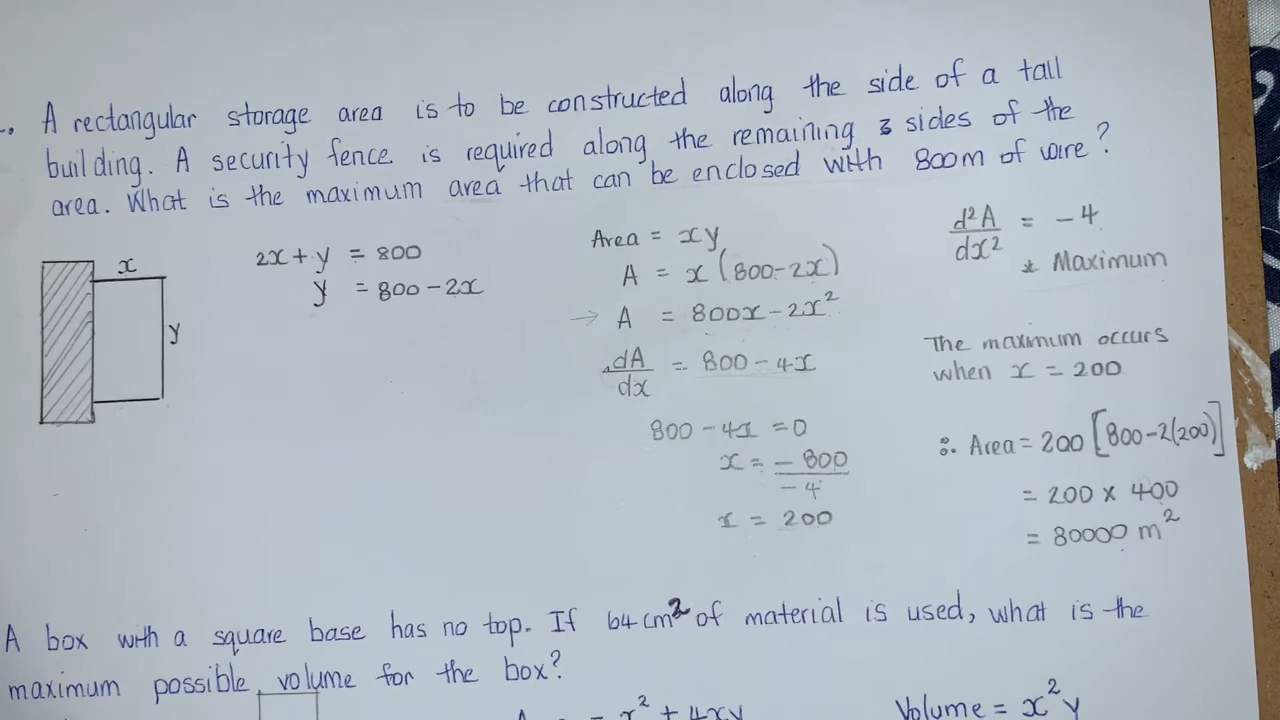 A rectangular storage area is to be constructed along the side of a tall
building. A security fence is required along the remaining 3 sides of the
area. What is the maximum area that can be enclosed with 800m of wire?
x
y
2x + y = 800
y = 800 - 2x
Area = xy
A = x(800-2x)
→ A = 800x - 2x²
dA/dx = 800 - 4x
800 - 4x = 0
x = -800/-4
x = 200
d²A/dx² = -4
* Maximum
The maximum occurs
when x = 200
∴ Area = 200[800-2(200)]
= 200 x 400
= 80000 m²
A box with a square base has no top. If 64cm² of material is used, what is the
maximum possible volume for the box?
= x² + 4xy
Volume = x²y